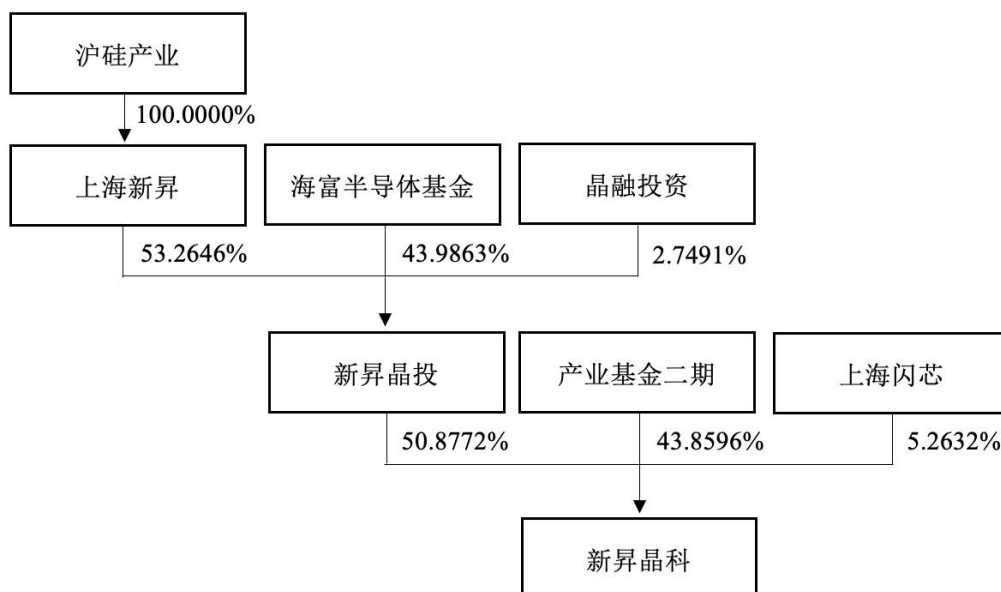 沪硅产业
100.0000%
上海新昇
海富半导体基金
晶融投资
53.2646%
43.9863%
2.7491%
新昇晶投
产业基金二期
上海闪芯
50.8772%
43.8596%
5.2632%
新昇晶科